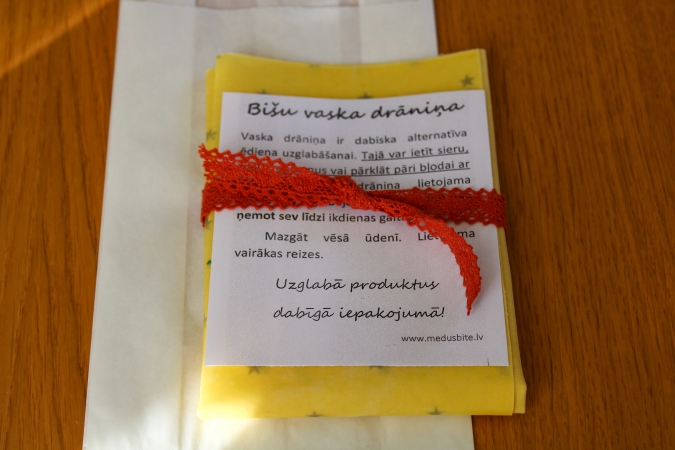 Bišu vaska drāniņa
Vaska drāniņa ir dabiska alternatīva
ēdiena uzglabāšanai. Tajā var ietīt sieru,
vai pārklāt pāri blodai ar
drāniņa lietojama
ņemot sev līdzi ikdienas
Mazgāt vēsā ūdenī.
vairākas reizes.
Uzglabā produktus
dabīgā iepakojumā!
www.medusbite.lv